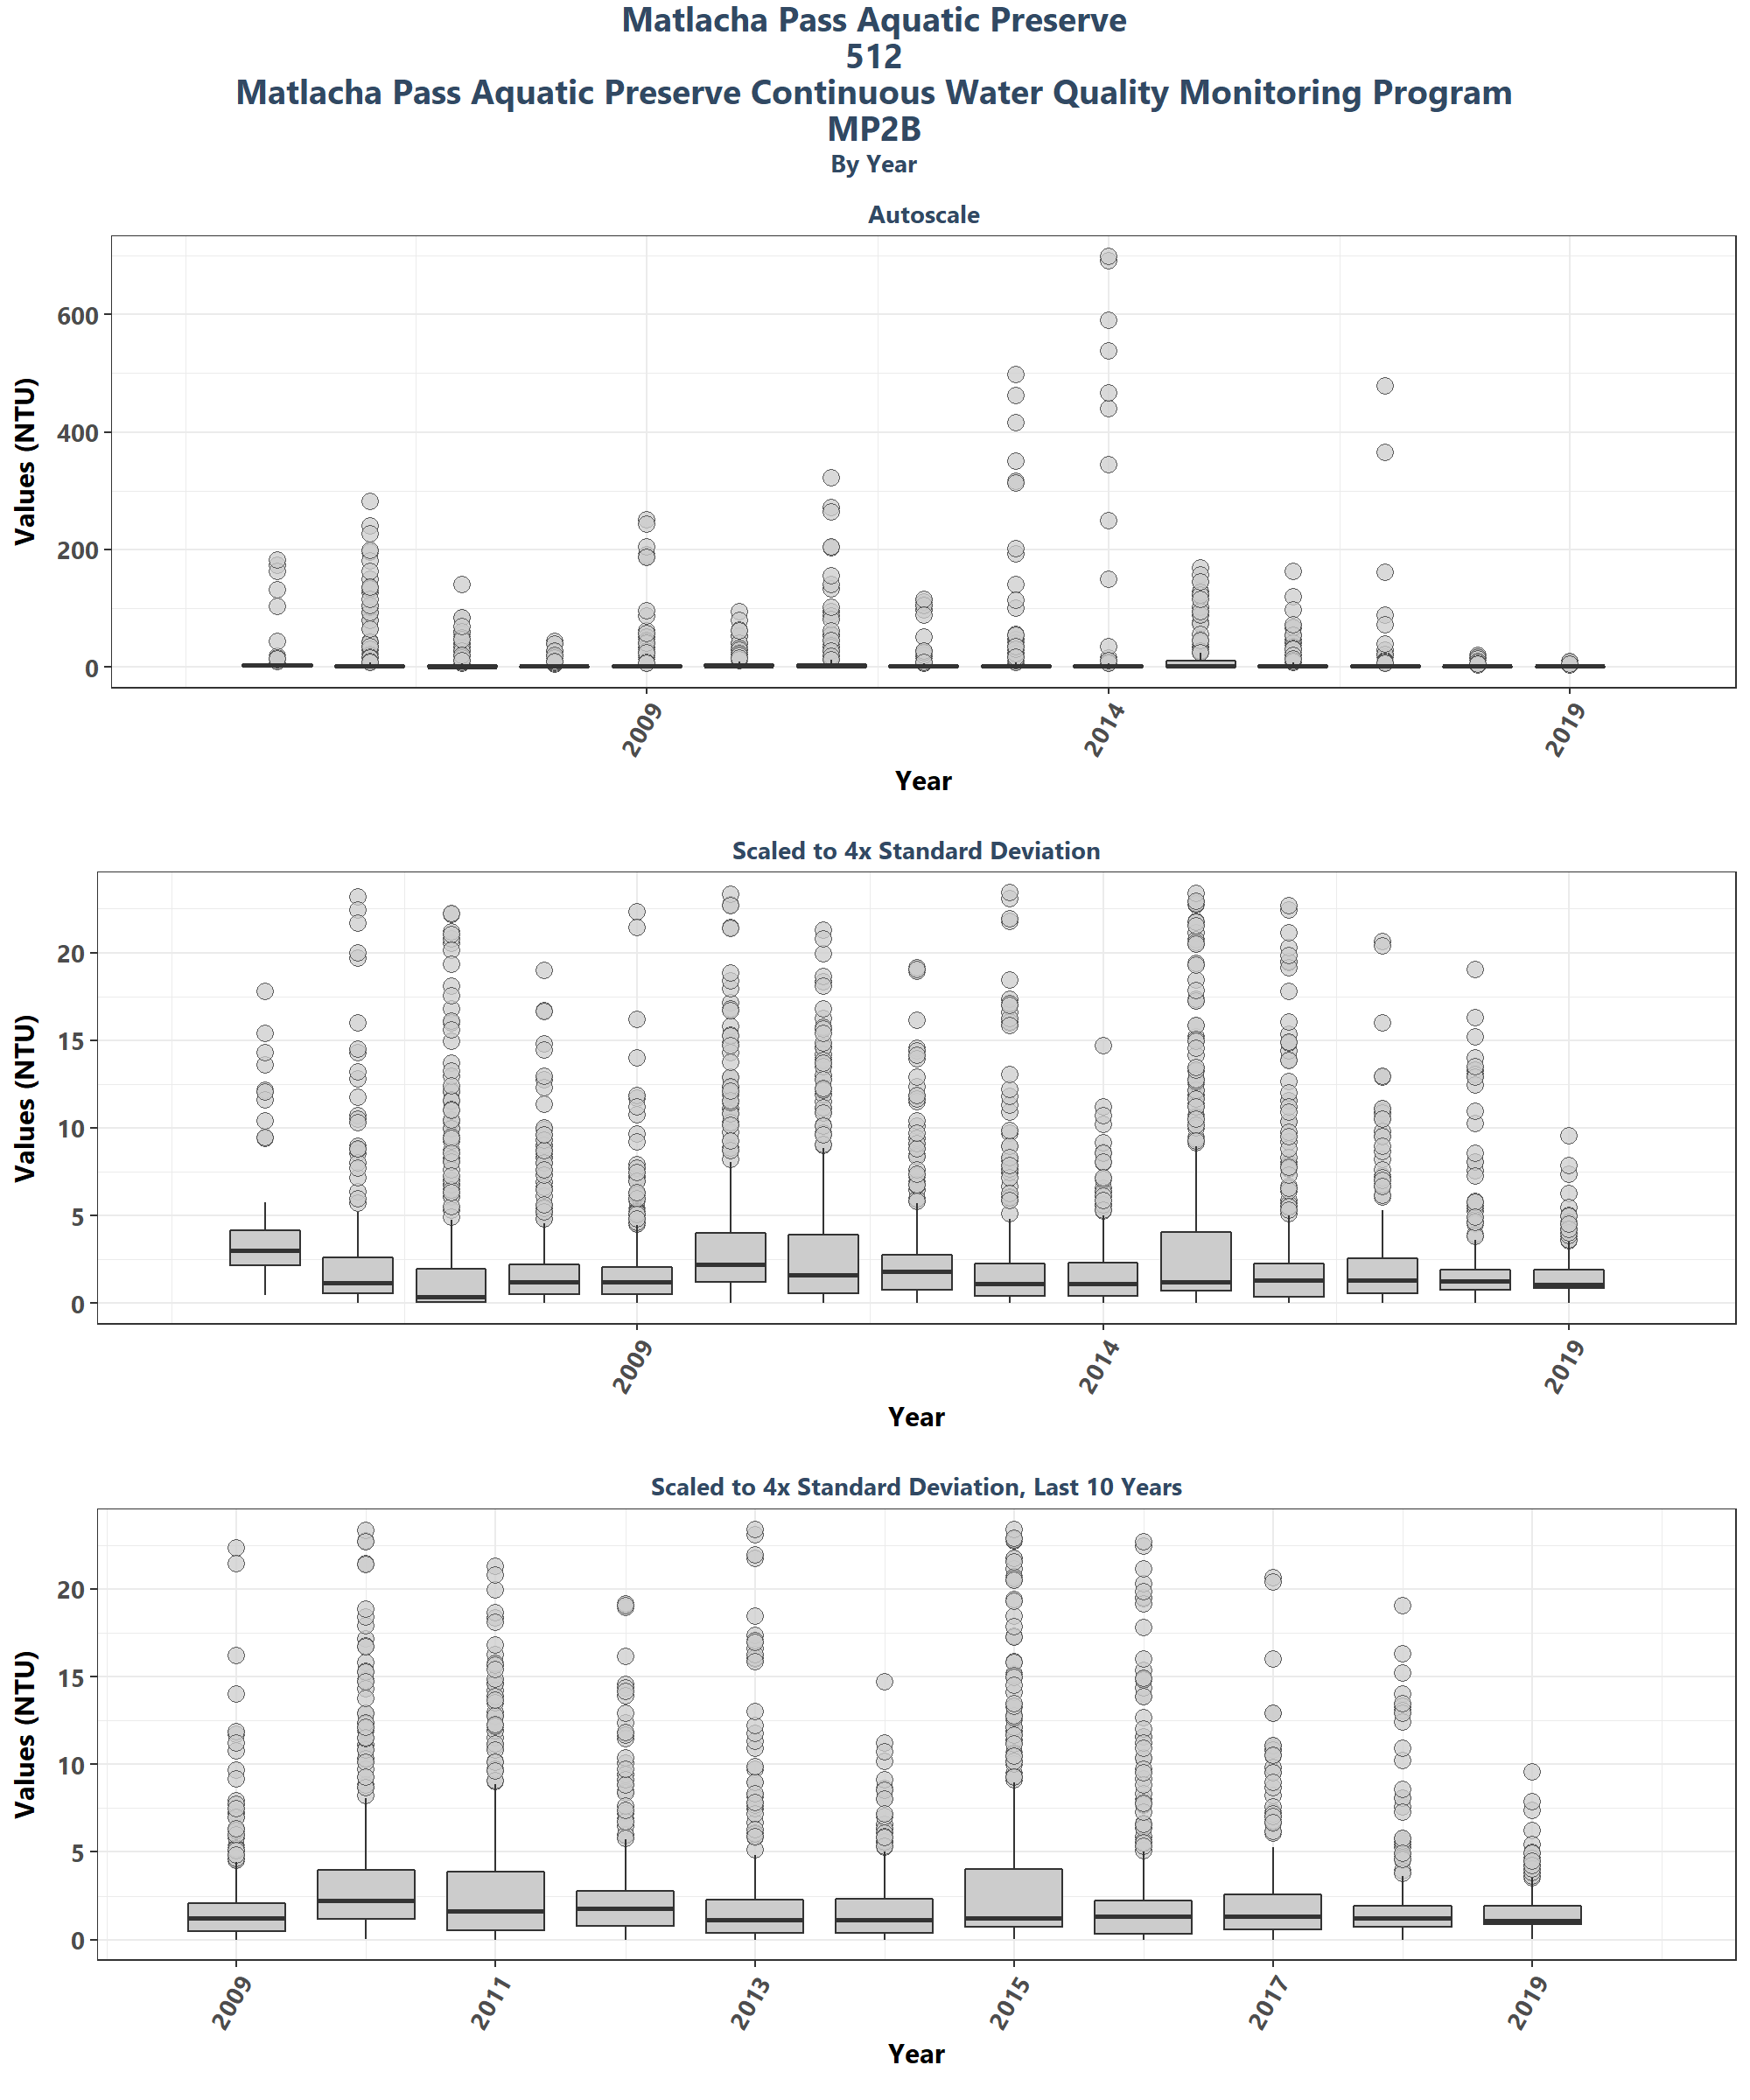 Matlacha Pass Aquatic Preserve
512
Matlacha Pass Aquatic Preserve Continuous Water Quality Monitoring Program
MP2B
By Year
Autoscale
Values (NTU)
600
400
200
0
2009
2014
2019
Year
Scaled to 4x Standard Deviation
Values (NTU)
20
15
10
5
0
2009
2014
2019
Year
Scaled to 4x Standard Deviation, Last 10 Years
Values (NTU)
20
15
10
5
0
2009
2011
2013
2015
2017
2019
Year